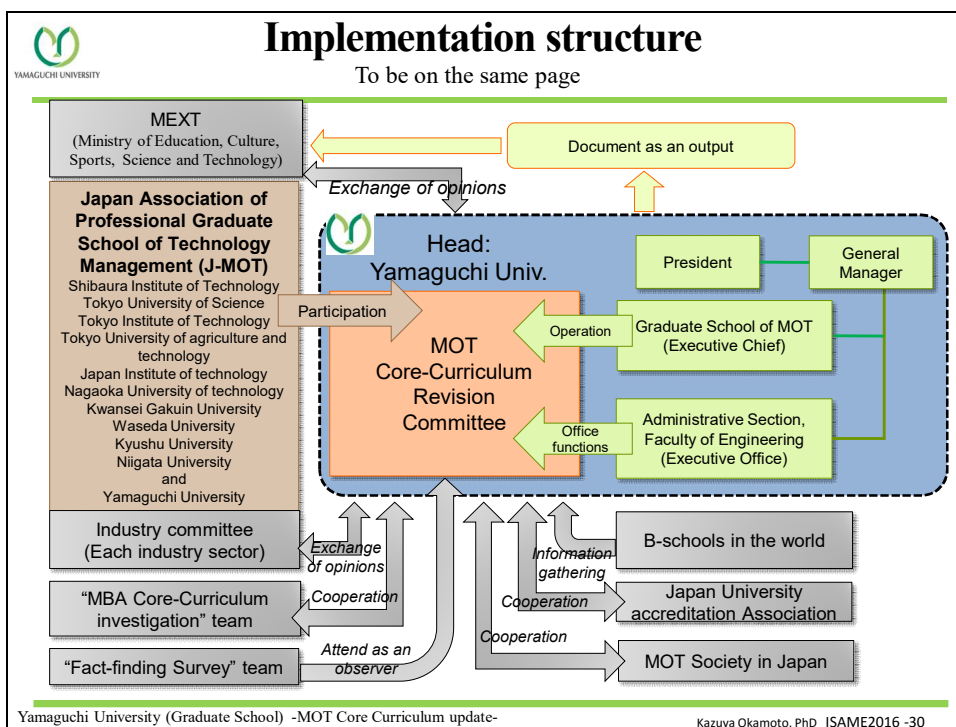 Implementation structure
To be on the same page
YAMAGUCHI UNIVERSITY
MEXT
(Ministry of Education, Culture,
Sports, Science and Technology)
Document as an output
Exchange of opinions
Japan Association of
Professional Graduate
School of Technology
Management (J-MOT)
Shibaura Institute of Technology
Tokyo University of Science
Tokyo Institute of Technology
Tokyo University of agriculture and
technology
Japan Institute of technology
Nagaoka University of technology
Kwansei Gakuin University
Waseda University
Kyushu University
Niigata University
and
Yamaguchi University
Participation
Head:
Yamaguchi Univ.
MOT
Core-Curriculum
Revision
Committee
President
General
Manager
Operation
Graduate School of MOT
(Executive Chief)
Office
functions
Administrative Section,
Faculty of Engineering
(Executive Office)
Industry committee
(Each industry sector)
Exchange
of opinions
"MBA Core-Curriculum
investigation" team
Cooperation
"Fact-finding Survey" team
Attend as an
observer
Information
gathering
B-schools in the world
Cooperation
Japan University
accreditation Association
Cooperation
MOT Society in Japan
Yamaguchi University (Graduate School) -MOT Core Curriculum update-
Kazuya Okamoto, PhD ISAME2016 -30